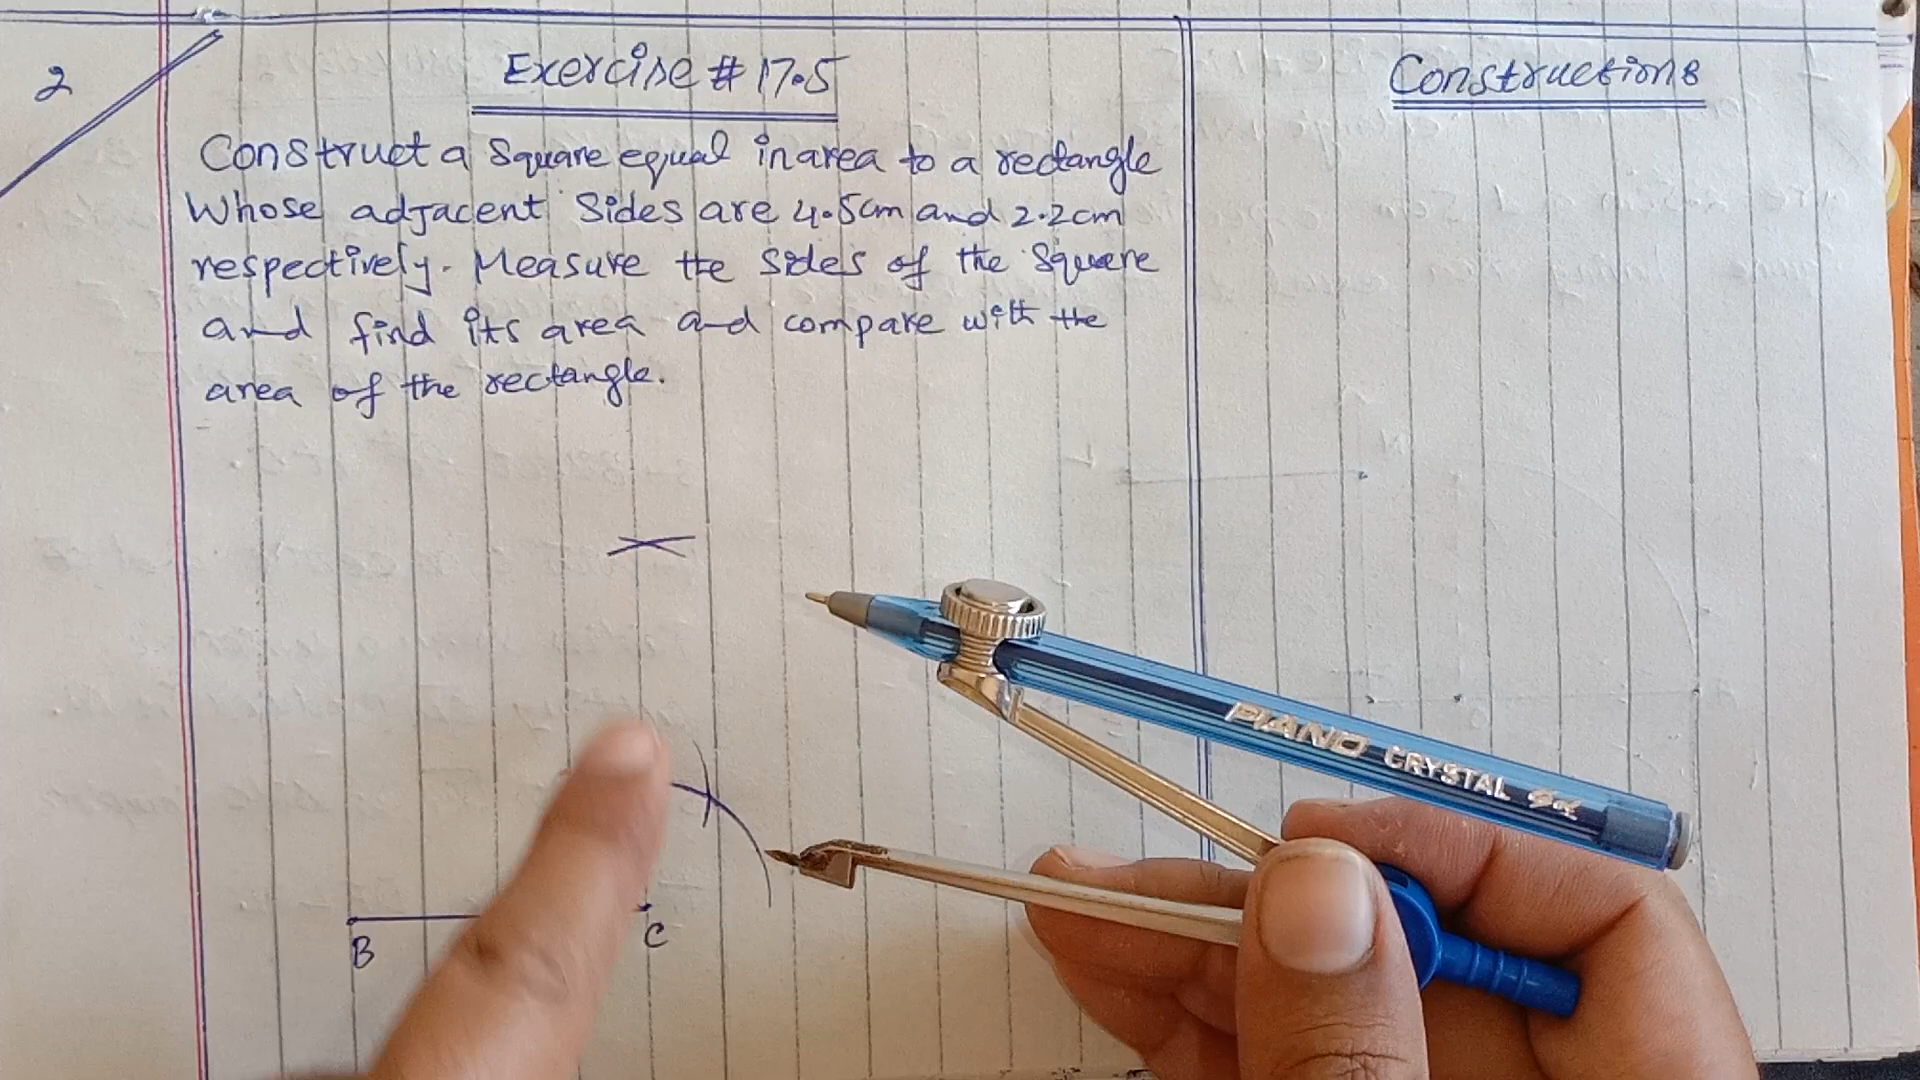 2
Exercise # 17.5
Constructions
Construct a square equal in area to a rectangle
Whose adjacent Sides are 4.5cm and 2.2cm
respectively. Measure the sides of the square
and find its area and compare with the
area of the rectangle.
B
C
PIANO CRYSTAL Gel